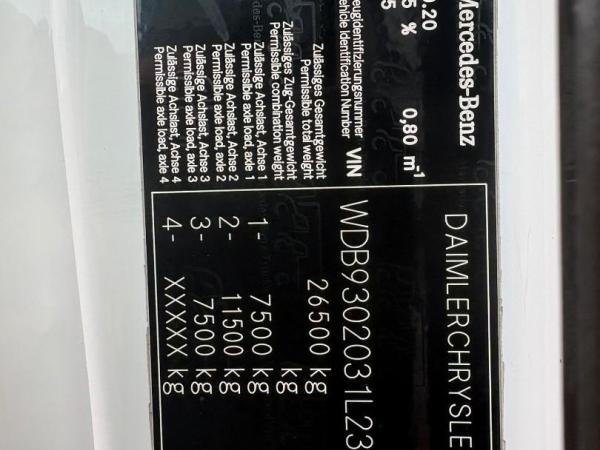 Mercedes-Benz
DAIMLERCHRYSLE
0.20
5 %
0,80 m-1
5
eugidentifizierungsnummer
ehicle Identification Number VIN WDB9302031L23
Zulässiges Gesamtgewicht
Permissible total weight 26500 kg
Zulässiges Zug-Gesamtgewicht
Permissible combination weight kg
Zulässige Achslast, Achse 1
Permissible axle load, axle 1 1- 7500 kg
Zulässige Achslast, Achse 2
Permissible axle load, axle 2 2- 11500 kg
Zulässige Achslast, Achse 3
Permissible axle load, axle 3 3- 7500 kg
Zulässige Achslast, Achse 4
Permissible axle load, axle 4 4- XXXXX kg